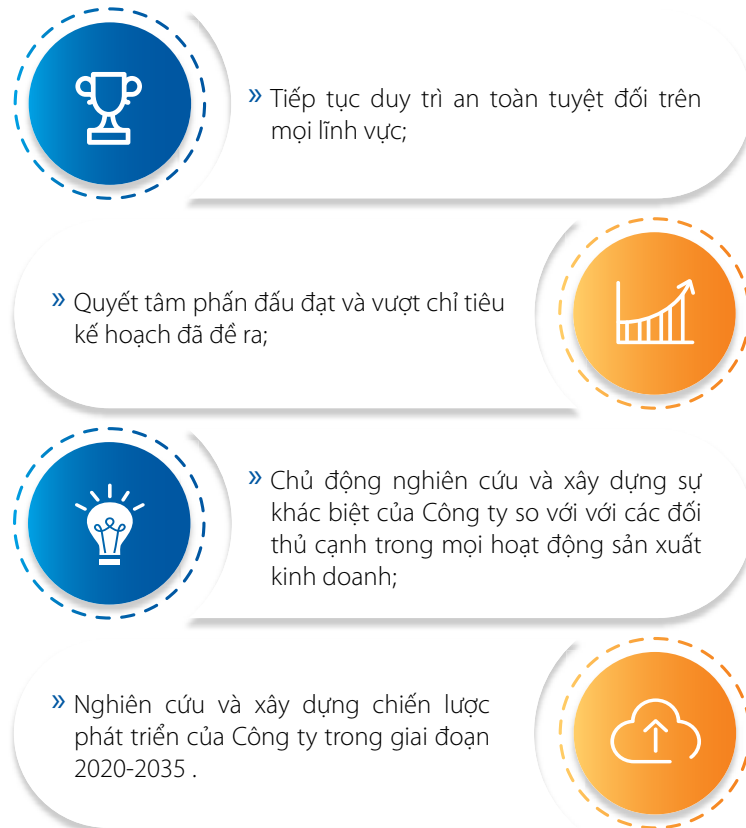 » Tiếp tục duy trì an toàn tuyệt đối trên
mọi lĩnh vực;
» Quyết tâm phấn đấu đạt và vượt chỉ tiêu
kế hoạch đã đề ra;
» Chủ động nghiên cứu và xây dựng sự
khác biệt của Công ty so với với các đối
thủ cạnh trong mọi hoạt động sản xuất
kinh doanh;
» Nghiên cứu và xây dựng chiến lược
phát triển của Công ty trong giai đoạn
2020-2035 .